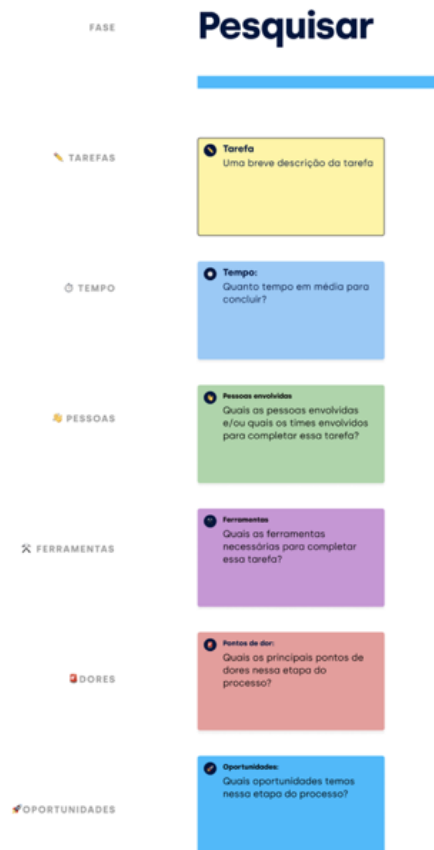 FASE
Pesquisar
TAREFAS
Tarefa
Uma breve descrição da tarefa
TEMPO
Tempo:
Quanto tempo em média para
concluir?
PESSOAS
Pessoas envolvidas
Quais as pessoas envolvidas
e/ou quais os times envolvidos
para completar essa tarefa?
FERRAMENTAS
Ferramentas
Quais as ferramentas
necessárias para completar
essa tarefa?
DORES
Pontos de dor:
Quais os principais pontos de
dores nessa etapa do
processo?
OPORTUNIDADES
Oportunidades:
Quais oportunidades temos
nessa etapa do processo?